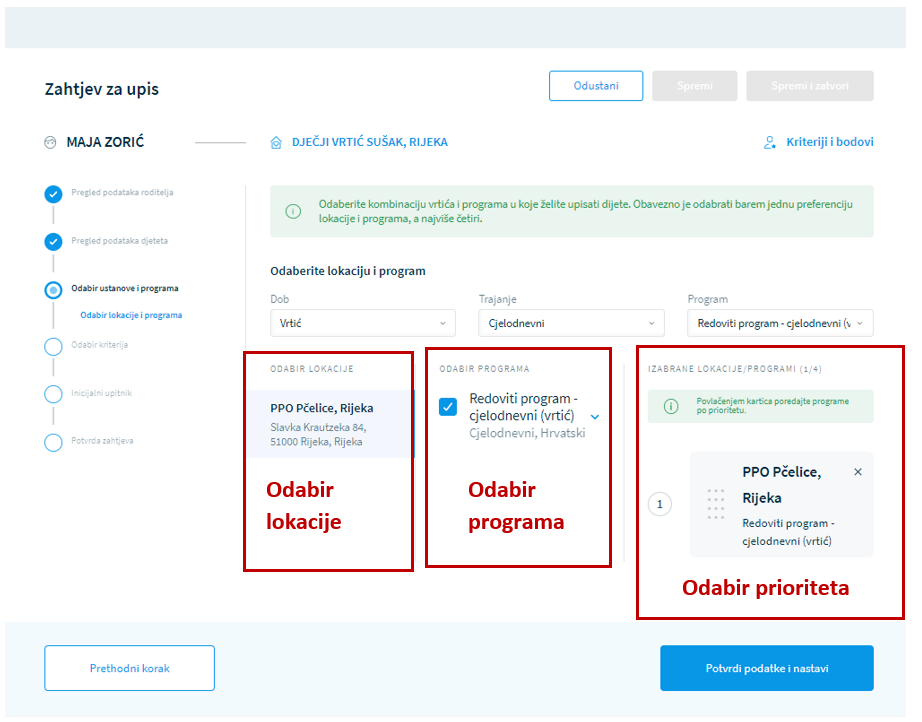 Zahtjev za upis
Odustani
Spremi
Spremi i zatvori
MAJA ZORIĆ
DJEČJI VRTIĆ SUŠAK, RIJEKA
Kriteriji i bodovi
Pregled podataka roditelja
Pregled podataka djeteta
Odabir ustanove i programa
Odabir lokacije i programa
Odabir kriterija
Inicijalni upitnik
Potvrda zahtjeva
Odaberite kombinaciju vrtića i programa u koje želite upisati dijete. Obavezno je odabrati barem jednu preferenciju
lokacije i programa, a najviše četiri.
Odaberite lokaciju i program
Dob
Trajanje
Program
Vrtić
Cjelodnevni
Redoviti program - cjelodnevni (v
ODABIR LOKACIJE
PPO Pčelice, Rijeka
Slavka Krautzeka 84,
51000 Rijeka, Rijeka
Odabir
lokacije
ODABIR PROGRAMA
Redoviti program -
cjelodnevni (vrtić)
Cjelodnevni, Hrvatski
Odabir
programa
IZABRANE LOKACIJE/PROGRAMI (1/4)
Povlačenjem kartica poredajte programe
po prioritetu.
1
PPO Pčelice,
Rijeka
Redoviti program -
cjelodnevni (vrtić)
Odabir prioriteta
Prethodni korak
Potvrdi podatke i nastavi